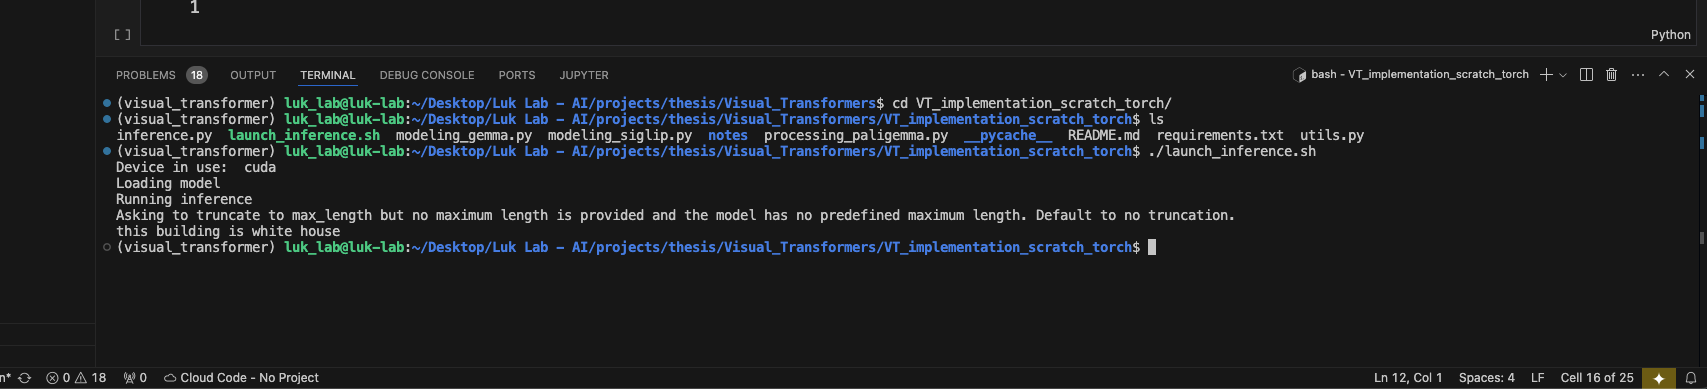 1
[ ]
Python
PROBLEMS 18 OUTPUT TERMINAL DEBUG CONSOLE PORTS JUPYTER bash - VT_implementation_scratch_torch
(visual_transformer) luk_lab@luk-lab:~/Desktop/Luk Lab - AI/projects/thesis/Visual_Transformers$ cd VT_implementation_scratch_torch/
(visual_transformer) luk_lab@luk-lab:~/Desktop/Luk Lab - AI/projects/thesis/Visual_Transformers/VT_implementation_scratch_torch$ ls
inference.py launch_inference.sh modeling_gemma.py modeling_siglip.py notes processing_paligemma.py __pycache__ README.md requirements.txt utils.py
(visual_transformer) luk_lab@luk-lab:~/Desktop/Luk Lab - AI/projects/thesis/Visual_Transformers/VT_implementation_scratch_torch$ ./launch_inference.sh
Device in use:  cuda
Loading model
Running inference
Asking to truncate to max_length but no maximum length is provided and the model has no predefined maximum length. Default to no truncation.
this building is white house
(visual_transformer) luk_lab@luk-lab:~/Desktop/Luk Lab - AI/projects/thesis/Visual_Transformers/VT_implementation_scratch_torch$
n* 0 18 0 Cloud Code - No Project Ln 12, Col 1 Spaces: 4 LF Cell 16 of 25